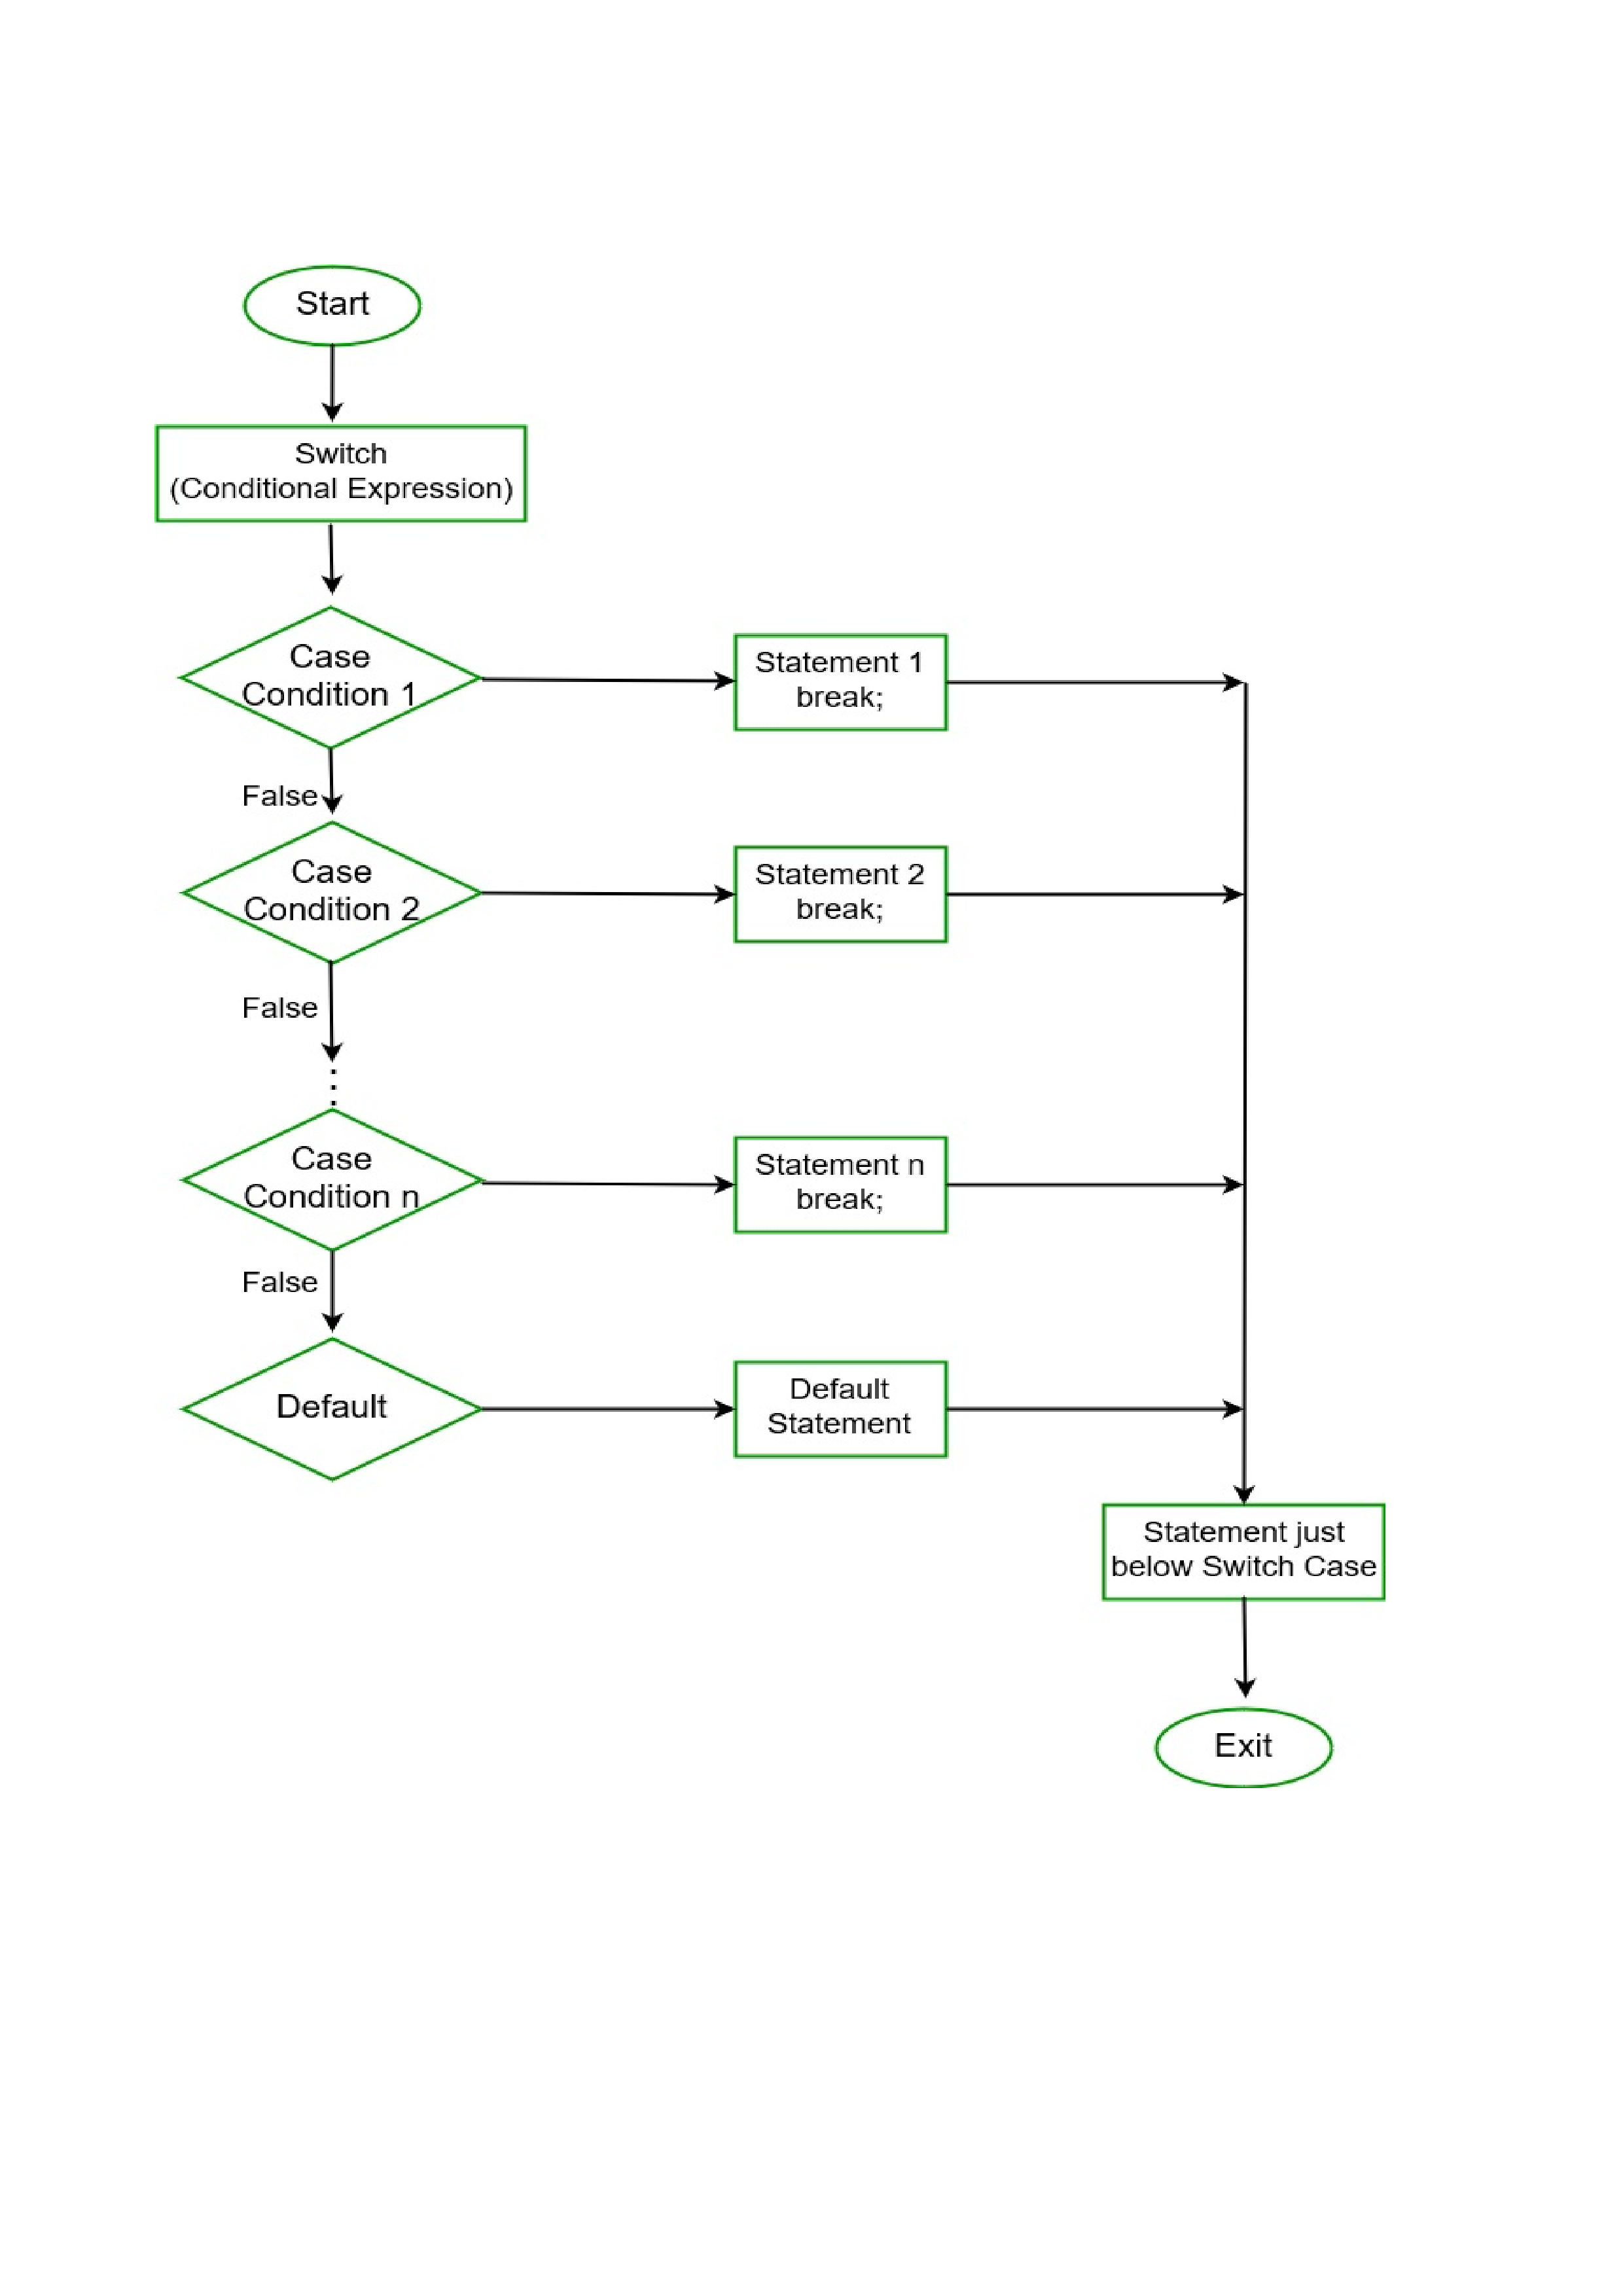 Start
Switch
(Conditional Expression)
Case
Condition 1
Statement 1
break;
False
Case
Condition 2
Statement 2
break;
False
Case
Condition n
Statement n
break;
False
Default
Default
Statement
Statement just
below Switch Case
Exit